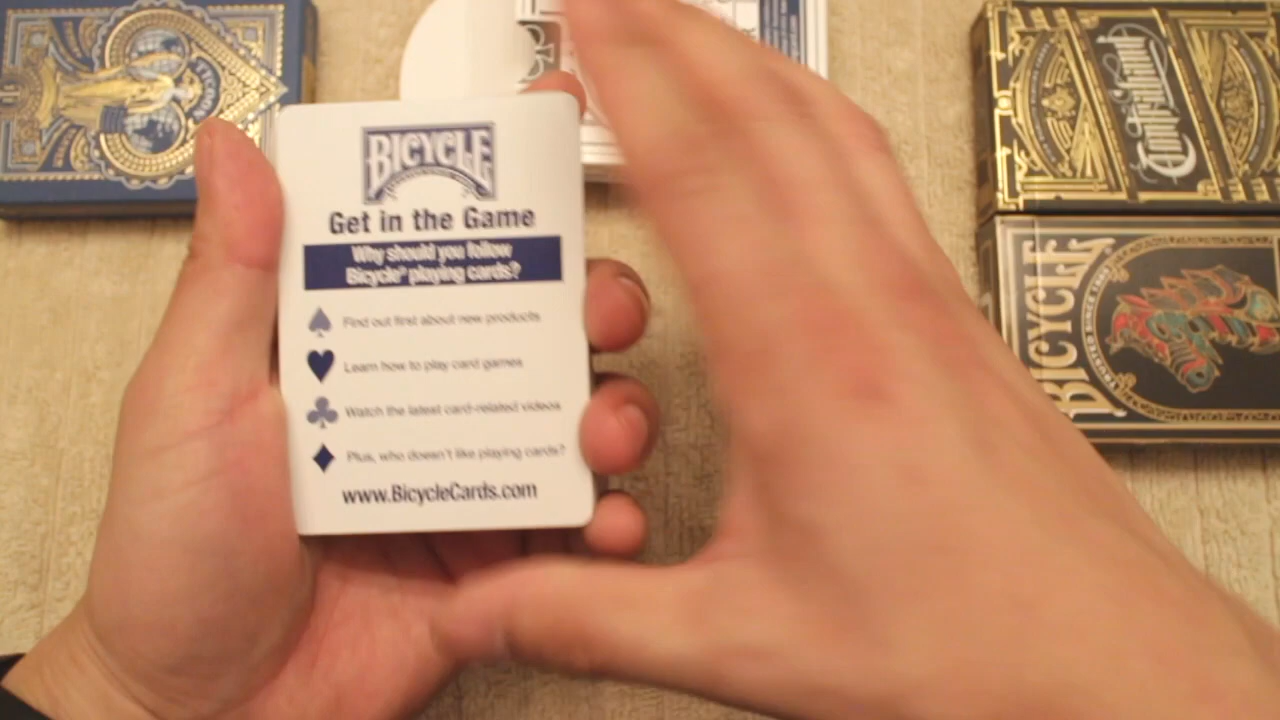 BICYCLE
Get in the Game
Why should you follow
Bicycle® playing cards?
Find out first about new products
Learn how to play card games
Watch the latest card-related videos
Plus, who doesn't like playing cards?
www.BicycleCards.com
TYCOON
Contraband
BICYCLE